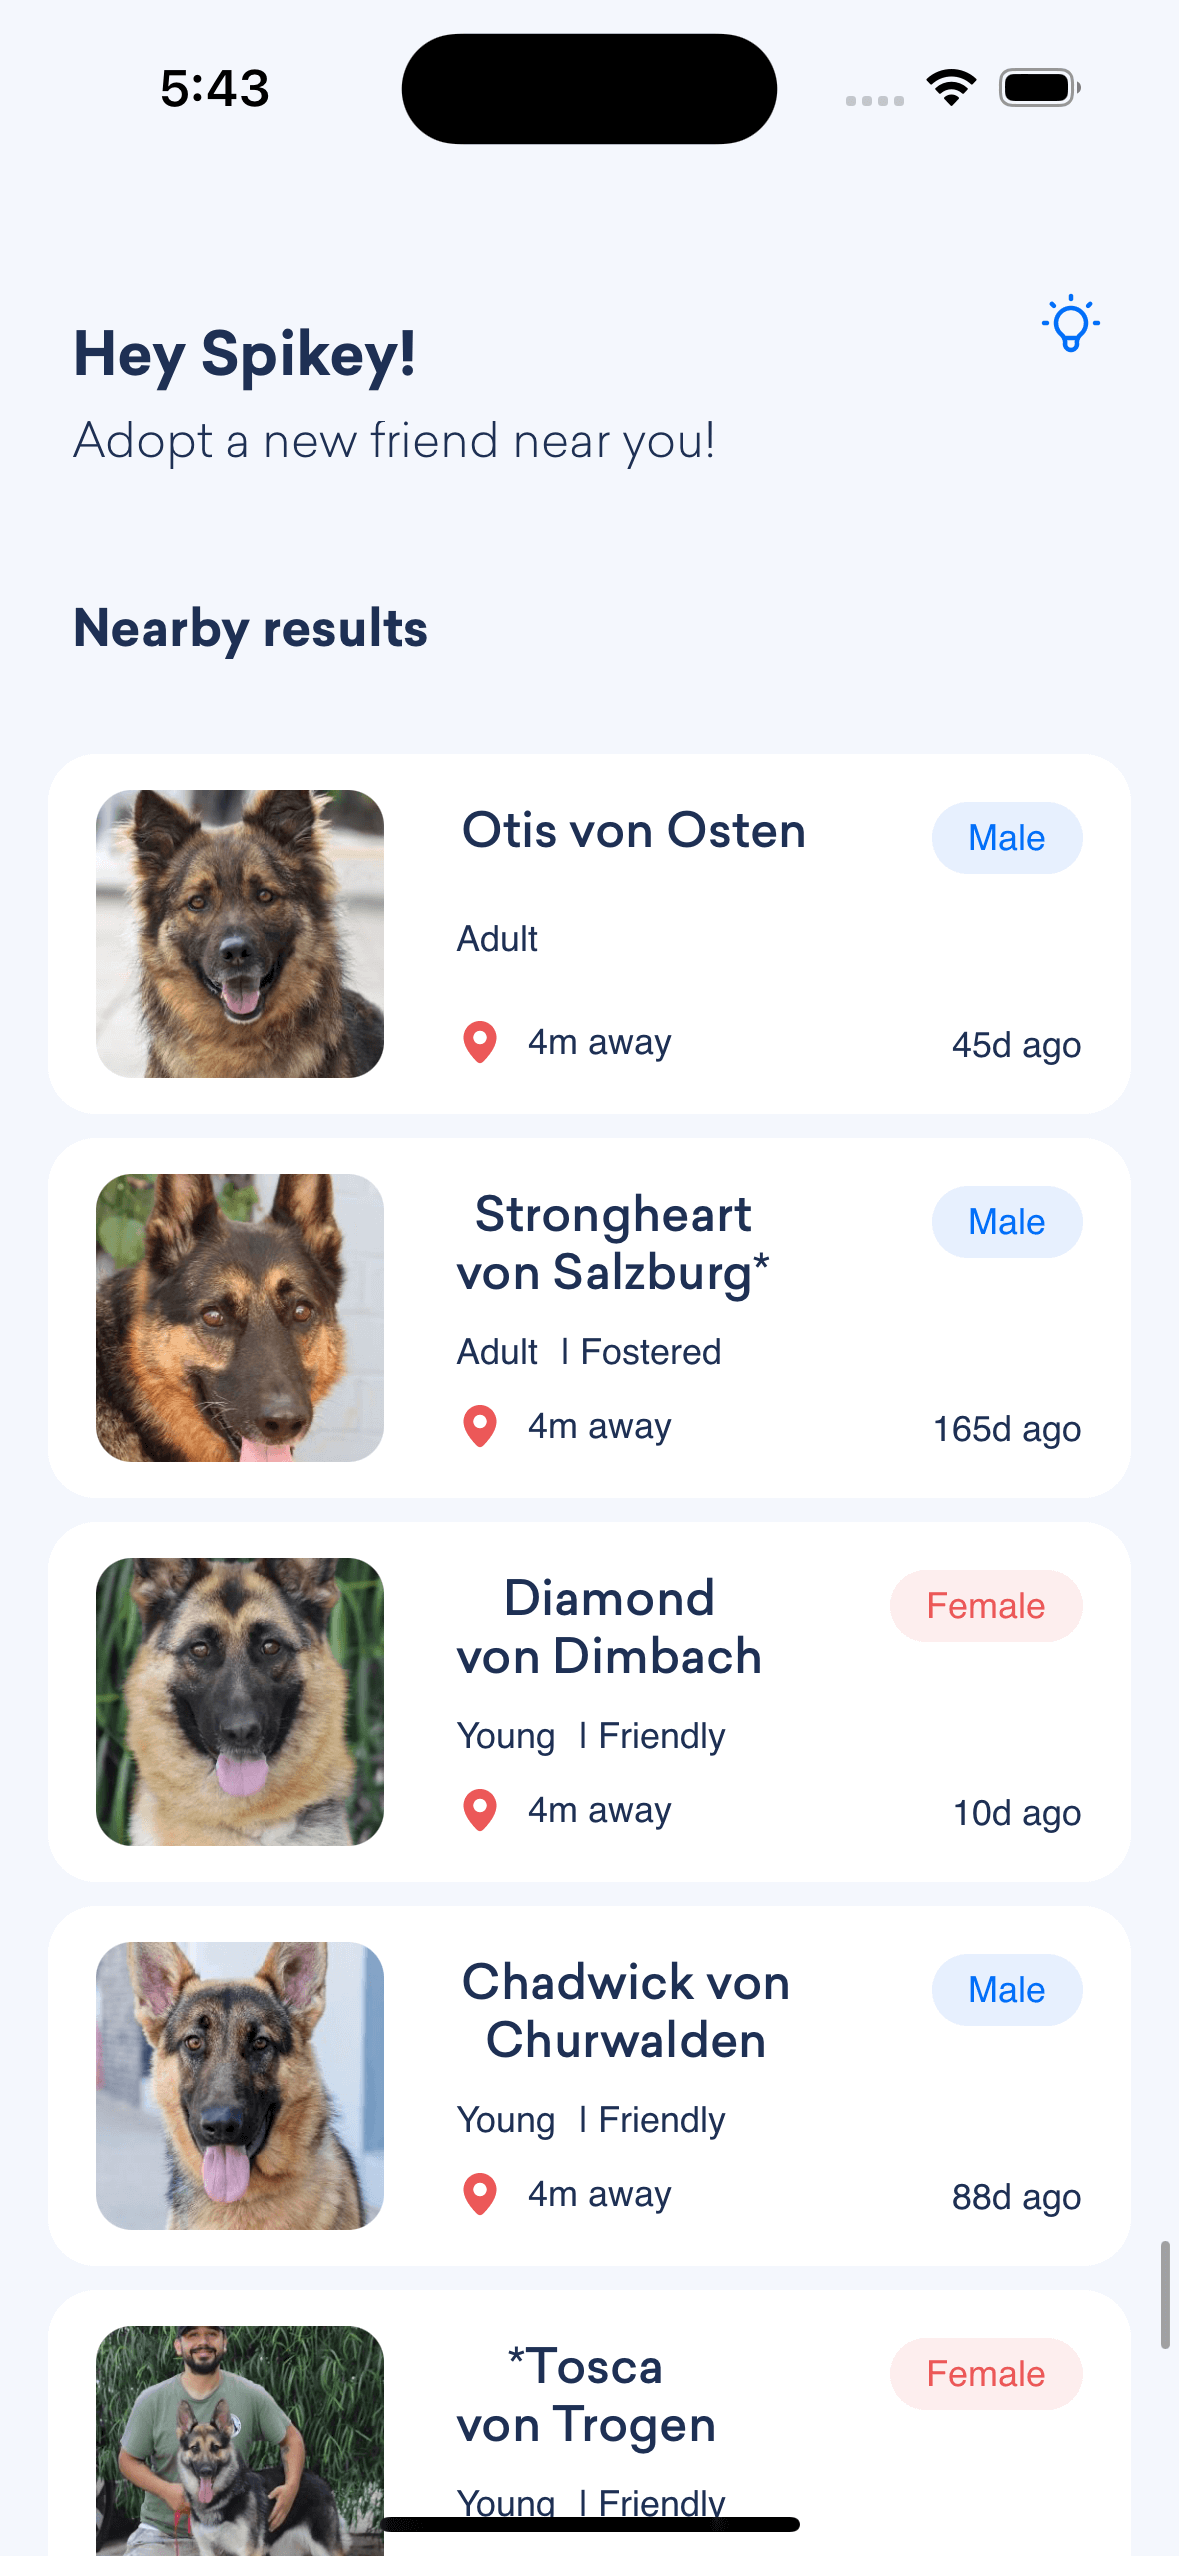 5:43
Hey Spikey!
Adopt a new friend near you!
Nearby results
Otis von Osten
Male
Adult
4m away
45d ago
Strongheart
von Salzburg*
Male
Adult | Fostered
4m away
165d ago
Diamond
von Dimbach
Female
Young | Friendly
4m away
10d ago
Chadwick von
Churwalden
Male
Young | Friendly
4m away
88d ago
*Tosca
von Trogen
Female
Young | Friendly